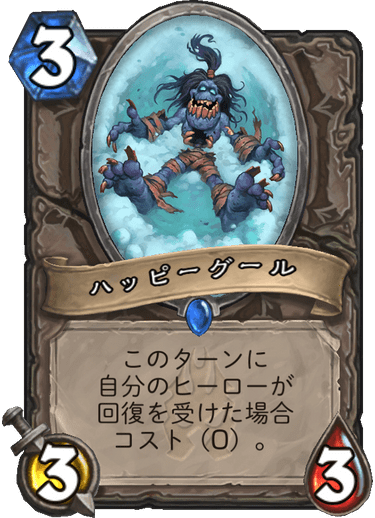 3
ハッピーグール
このターンに
自分のヒーローが
回復を受けた場合
コスト（0）。
3
3